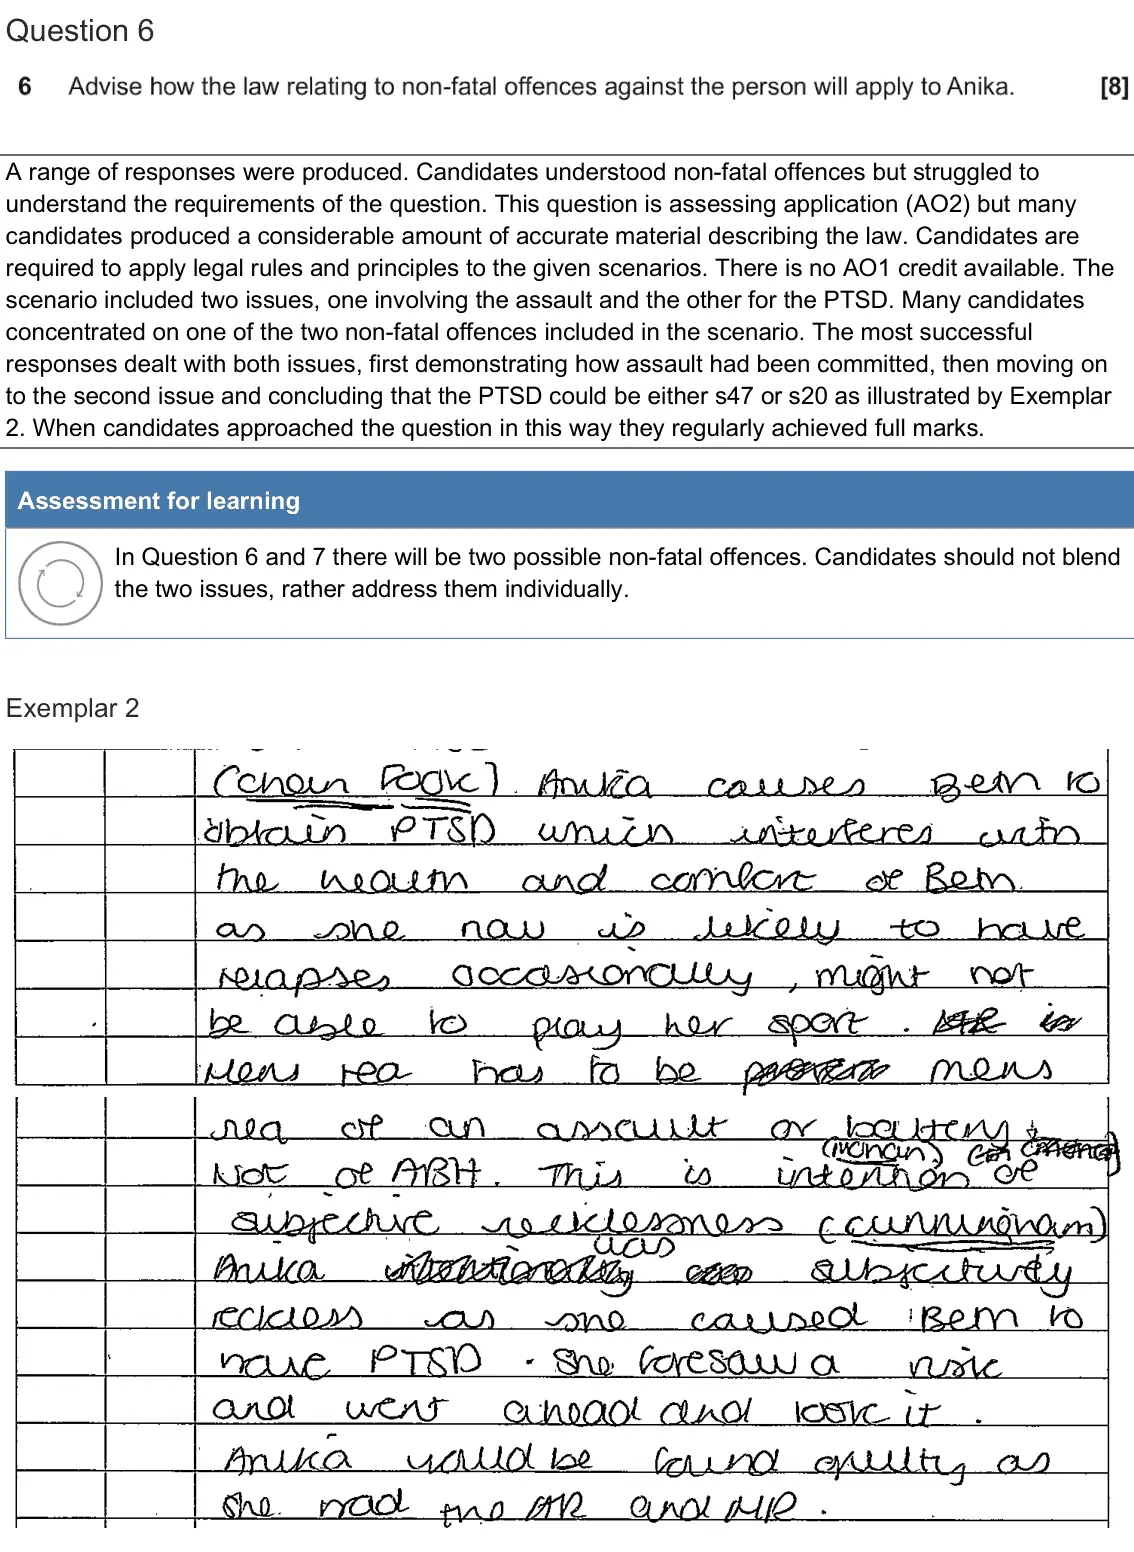 Question 6
6 Advise how the law relating to non-fatal offences against the person will apply to Anika. [8]
A range of responses were produced. Candidates understood non-fatal offences but struggled to
understand the requirements of the question. This question is assessing application (AO2) but many
candidates produced a considerable amount of accurate material describing the law. Candidates are
required to apply legal rules and principles to the given scenarios. There is no AO1 credit available. The
scenario included two issues, one involving the assault and the other for the PTSD. Many candidates
concentrated on one of the two non-fatal offences included in the scenario. The most successful
responses dealt with both issues, first demonstrating how assault had been committed, then moving on
to the second issue and concluding that the PTSD could be either s47 or s20 as illustrated by Exemplar
2. When candidates approached the question in this way they regularly achieved full marks.
Assessment for learning
In Question 6 and 7 there will be two possible non-fatal offences. Candidates should not blend
the two issues, rather address them individually.
Exemplar 2
(Chan Fook). Anika causes Beth to
obtain PTSD which interferes with
the health and comfort of Beth
as she now is likely to have
relapses occasionally, might not
be able to play her sport.
Mens rea has to be mens
rea of an assault or battery
Not of ABH. This is intention (Mohan) or
subjective recklessness (Cunningham)
Anika was subjectively
reckless as she caused Beth to
have PTSD. She foresaw a risk
and went ahead and took it.
Anika would be found guilty as
she had the AR and MR.